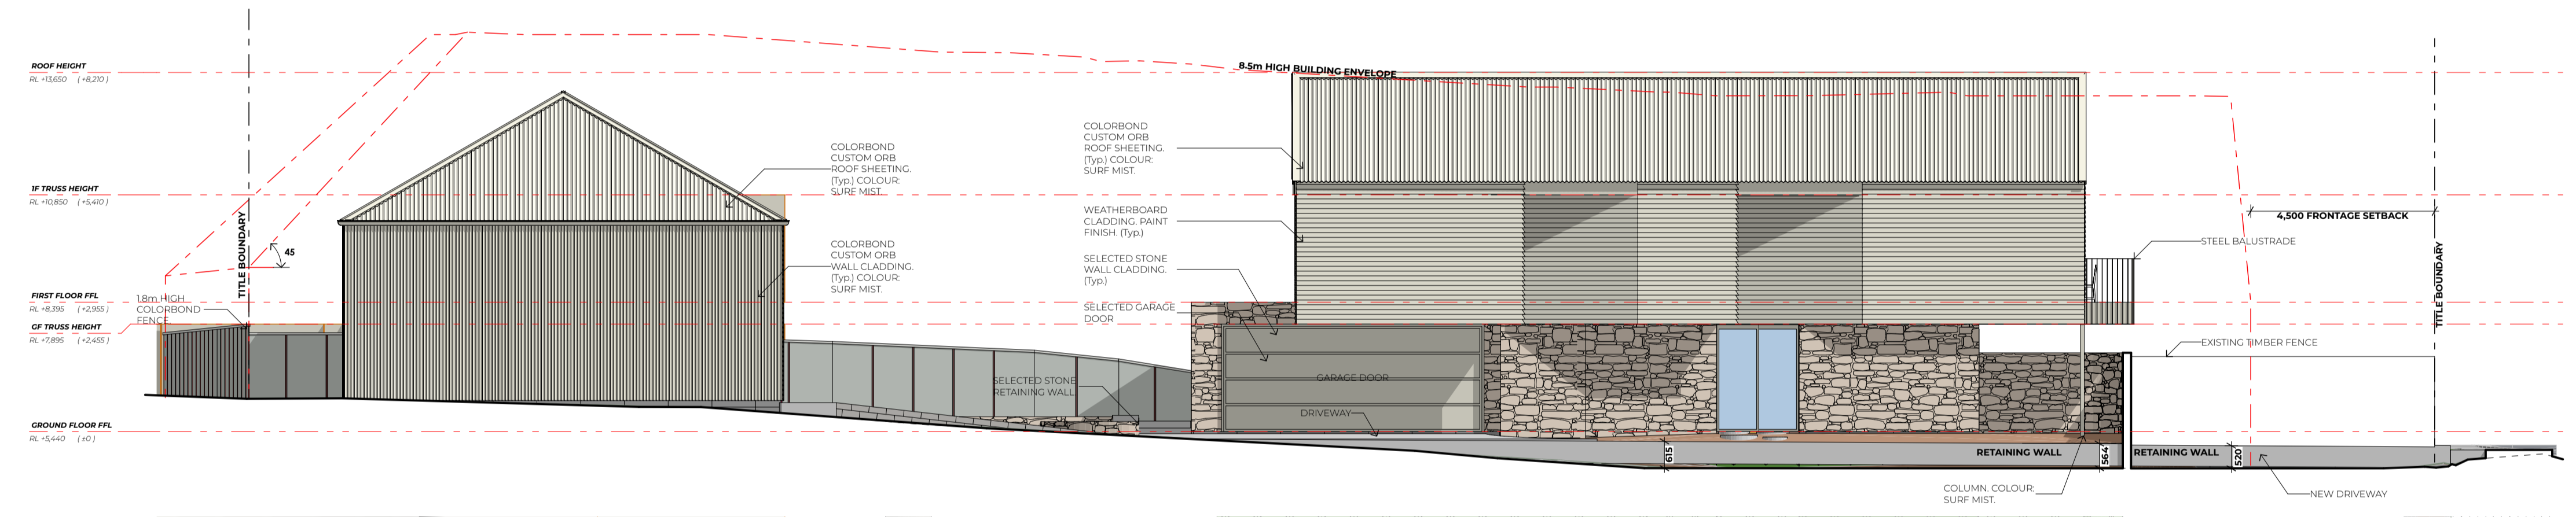 ROOF HEIGHT
RL +13,650 ( +8,210 )
1F TRUSS HEIGHT
RL +10,850 ( +5,410 )
FIRST FLOOR FFL
RL +8,395 ( +2,955 )
GF TRUSS HEIGHT
RL +7,895 ( +2,455 )
GROUND FLOOR FFL
RL +5,440 ( ±0 )
TITLE BOUNDARY
45
1.8m HIGH
COLORBOND
FENCE
COLORBOND
CUSTOM ORB
ROOF SHEETING.
(Typ.) COLOUR:
SURF MIST.
COLORBOND
CUSTOM ORB
WALL CLADDING.
(Typ.) COLOUR:
SURF MIST.
SELECTED STONE
RETAINING WALL
8.5m HIGH BUILDING ENVELOPE
COLORBOND
CUSTOM ORB
ROOF SHEETING.
(Typ.) COLOUR:
SURF MIST.
WEATHERBOARD
CLADDING. PAINT
FINISH. (Typ.)
SELECTED STONE
WALL CLADDING.
(Typ.)
SELECTED GARAGE
DOOR
GARAGE DOOR
DRIVEWAY
615
RETAINING WALL
564
RETAINING WALL
520
COLUMN. COLOUR:
SURF MIST.
4,500 FRONTAGE SETBACK
STEEL BALUSTRADE
TITLE BOUNDARY
EXISTING TIMBER FENCE
NEW DRIVEWAY